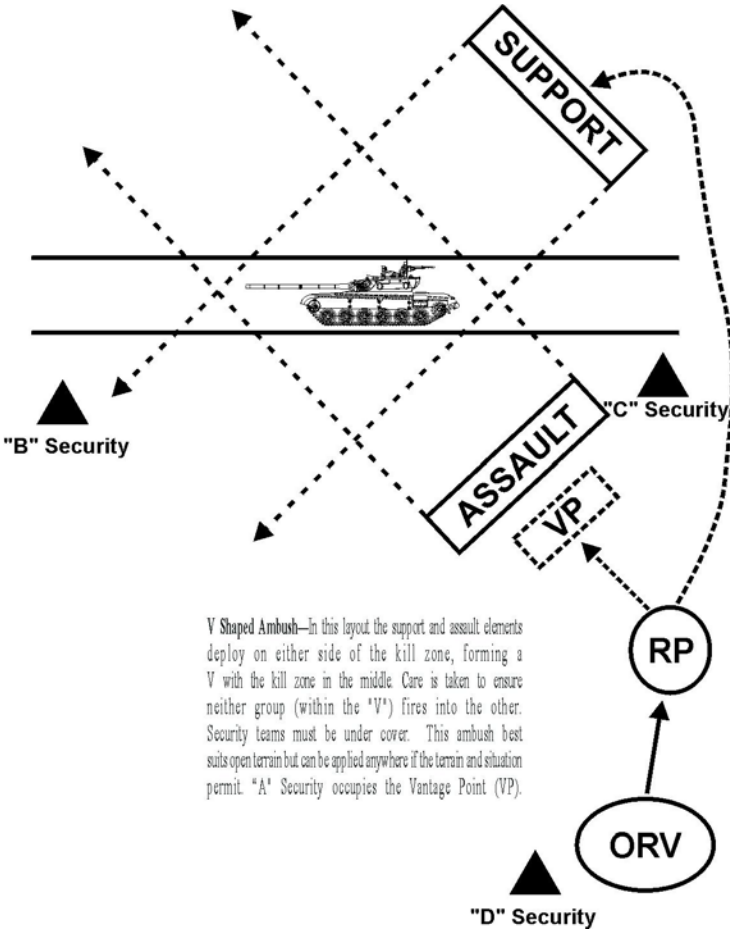 SUPPORT
"B" Security
"C" Security
ASSAULT
VP
RP
V Shaped Ambush—In this layout the support and assault elements
deploy on either side of the kill zone, forming a
V with the kill zone in the middle. Care is taken to ensure
neither group (within the "V") fires into the other.
Security teams must be under cover. This ambush best
suits open terrain but can be applied anywhere if the terrain and situation
permit. "A" Security occupies the Vantage Point (VP).
ORV
"D" Security